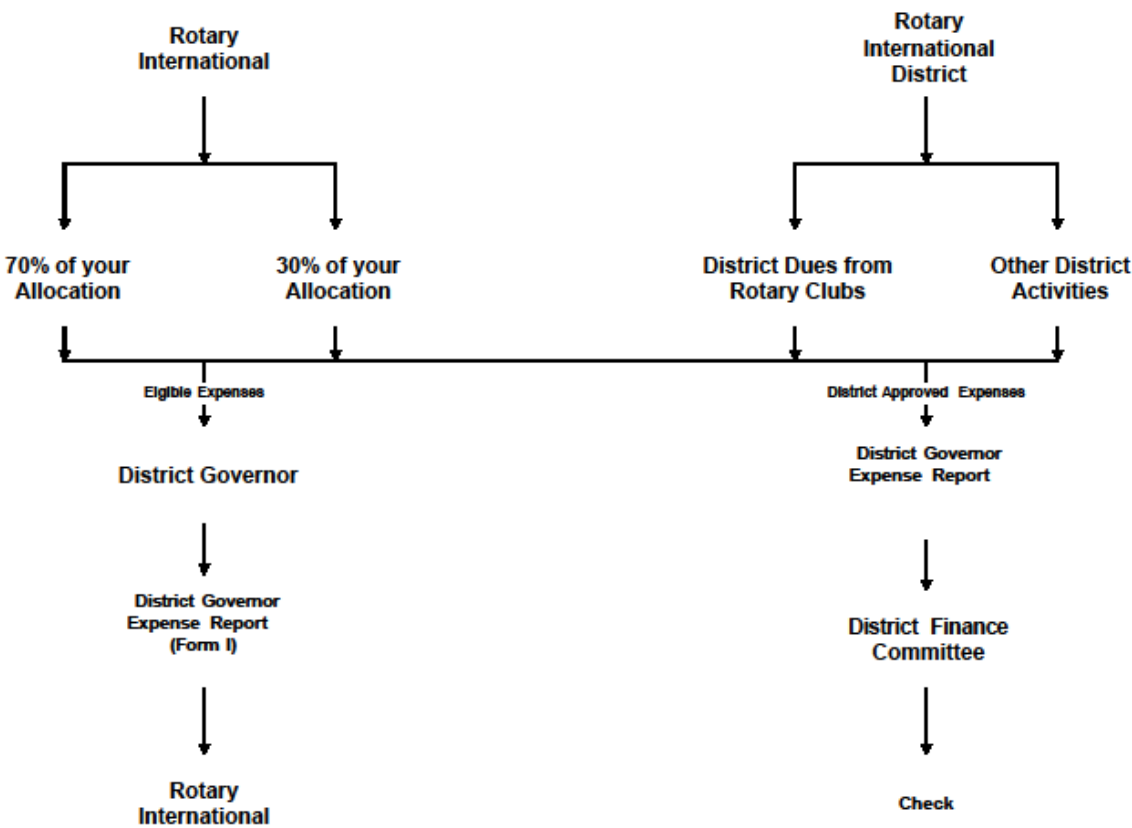 Rotary
International
Rotary
International
District
70% of your
Allocation
30% of your
Allocation
District Dues from
Rotary Clubs
Other District
Activities
Elgible Expenses
District Approved Expenses
District Governor
District Governor
Expense Report
District Governor
Expense Report
(Form I)
District Finance
Committee
Rotary
International
Check